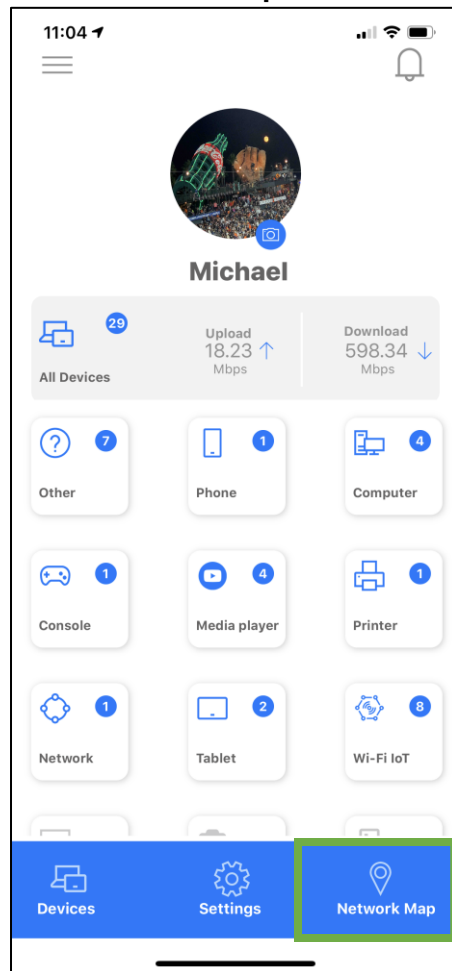 11:04
Michael
29
All Devices
Upload
18.23 ↑
Mbps
Download
598.34 ↓
Mbps
7
Other
1
Phone
4
Computer
1
Console
4
Media player
1
Printer
1
Network
2
Tablet
8
Wi-Fi IoT
Devices
Settings
Network Map